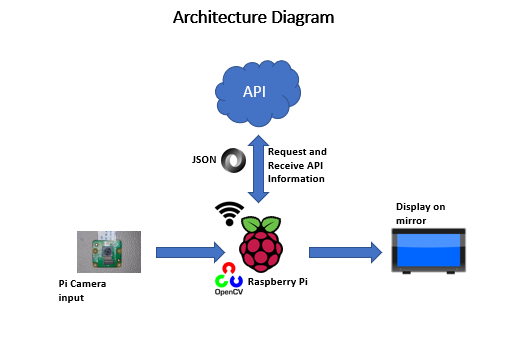 Architecture Diagram
API
JSON
Request and
Receive API
Information
Display on
mirror
Pi Camera
input
OpenCV
Raspberry Pi